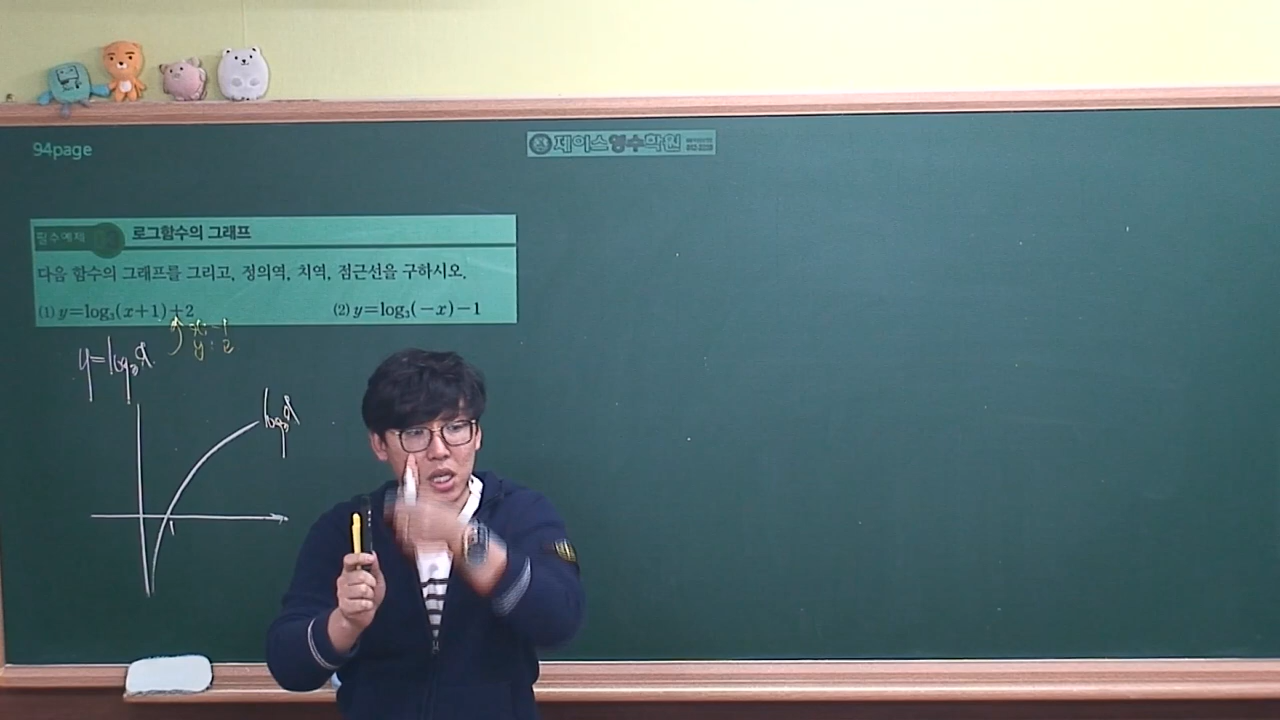 94page
제이스영수학원
필수예제 03 로그함수의 그래프
다음 함수의 그래프를 그리고, 정의역, 치역, 점근선을 구하시오.
(1) y=log₃(x+1)+2 (2) y=log₃(−x)−1
x: -1
y: 2
y=log₃x
log₃x
1